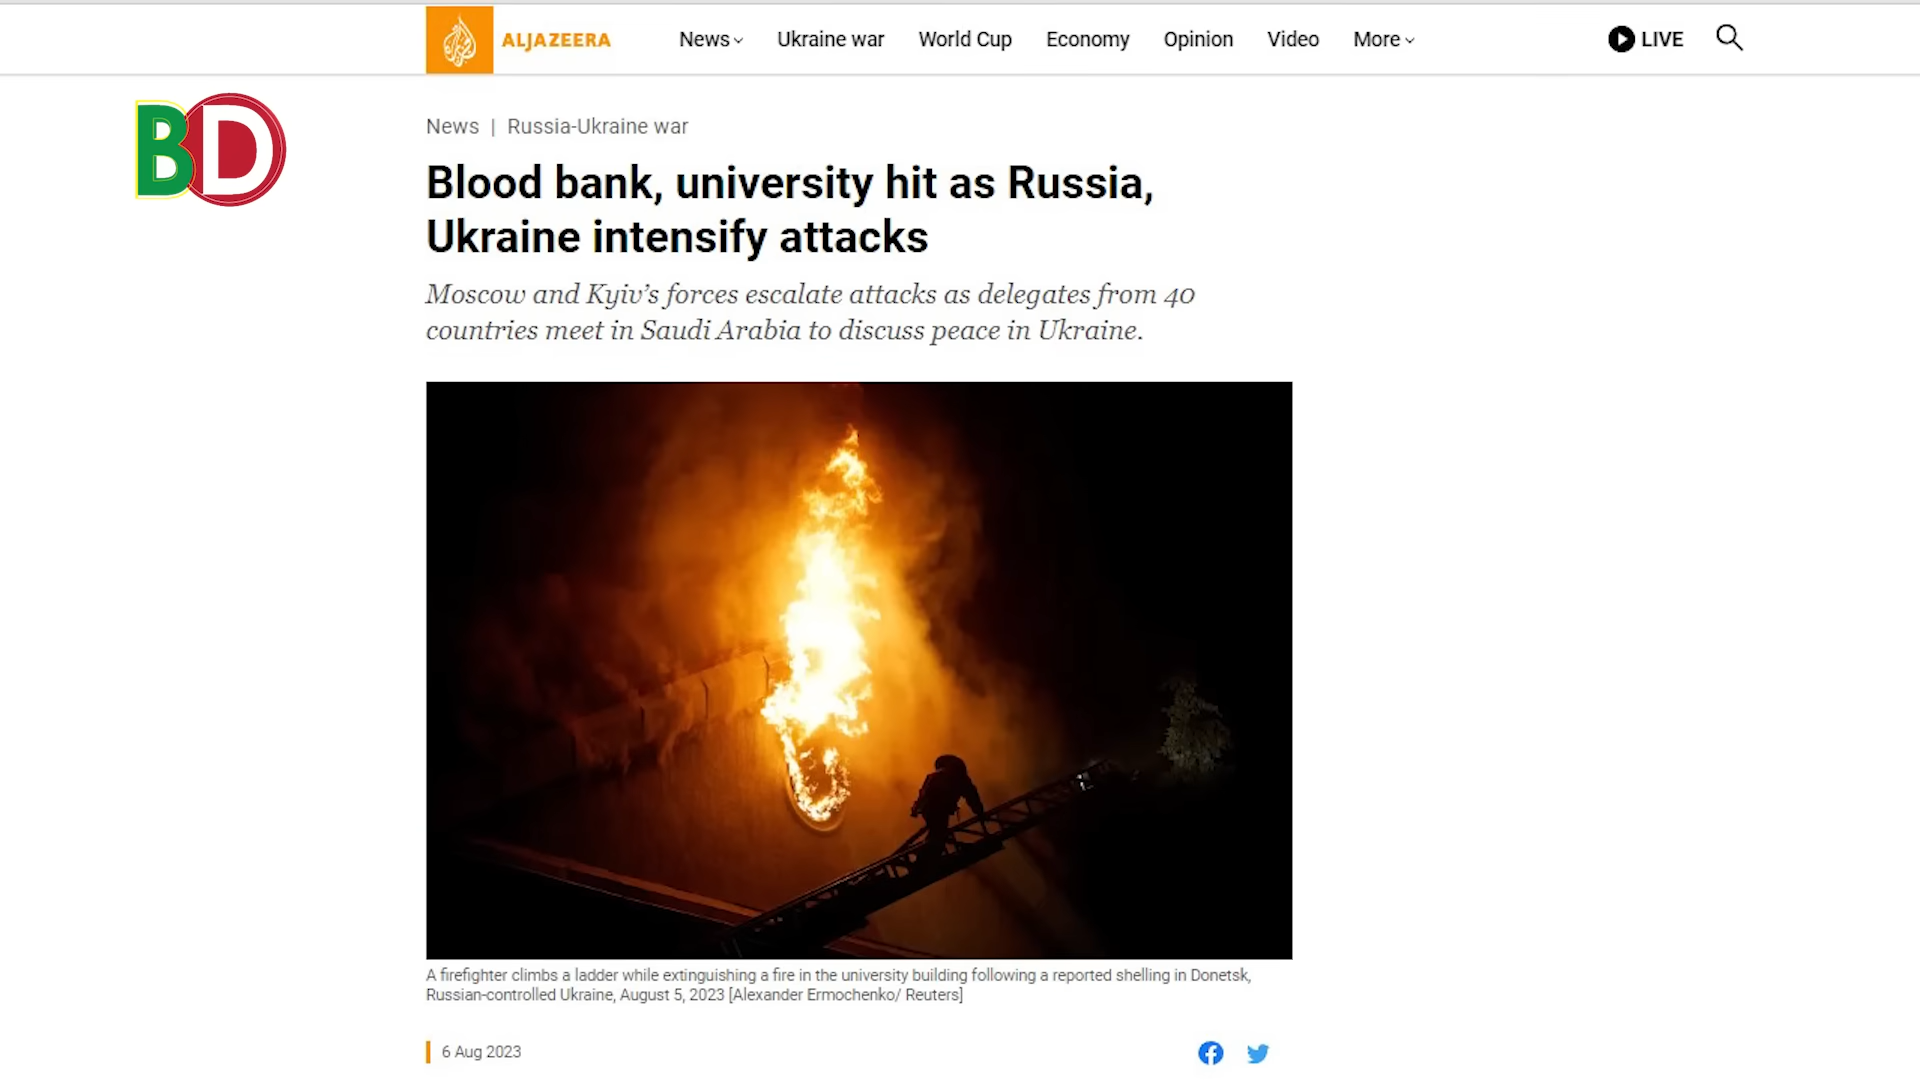 ALJAZEERA
News
Ukraine war
World Cup
Economy
Opinion
Video
More
LIVE
BD
News | Russia-Ukraine war
Blood bank, university hit as Russia,
Ukraine intensify attacks
Moscow and Kyiv’s forces escalate attacks as delegates from 40
countries meet in Saudi Arabia to discuss peace in Ukraine.
A firefighter climbs a ladder while extinguishing a fire in the university building following a reported shelling in Donetsk,
Russian-controlled Ukraine, August 5, 2023 [Alexander Ermochenko/ Reuters]
6 Aug 2023